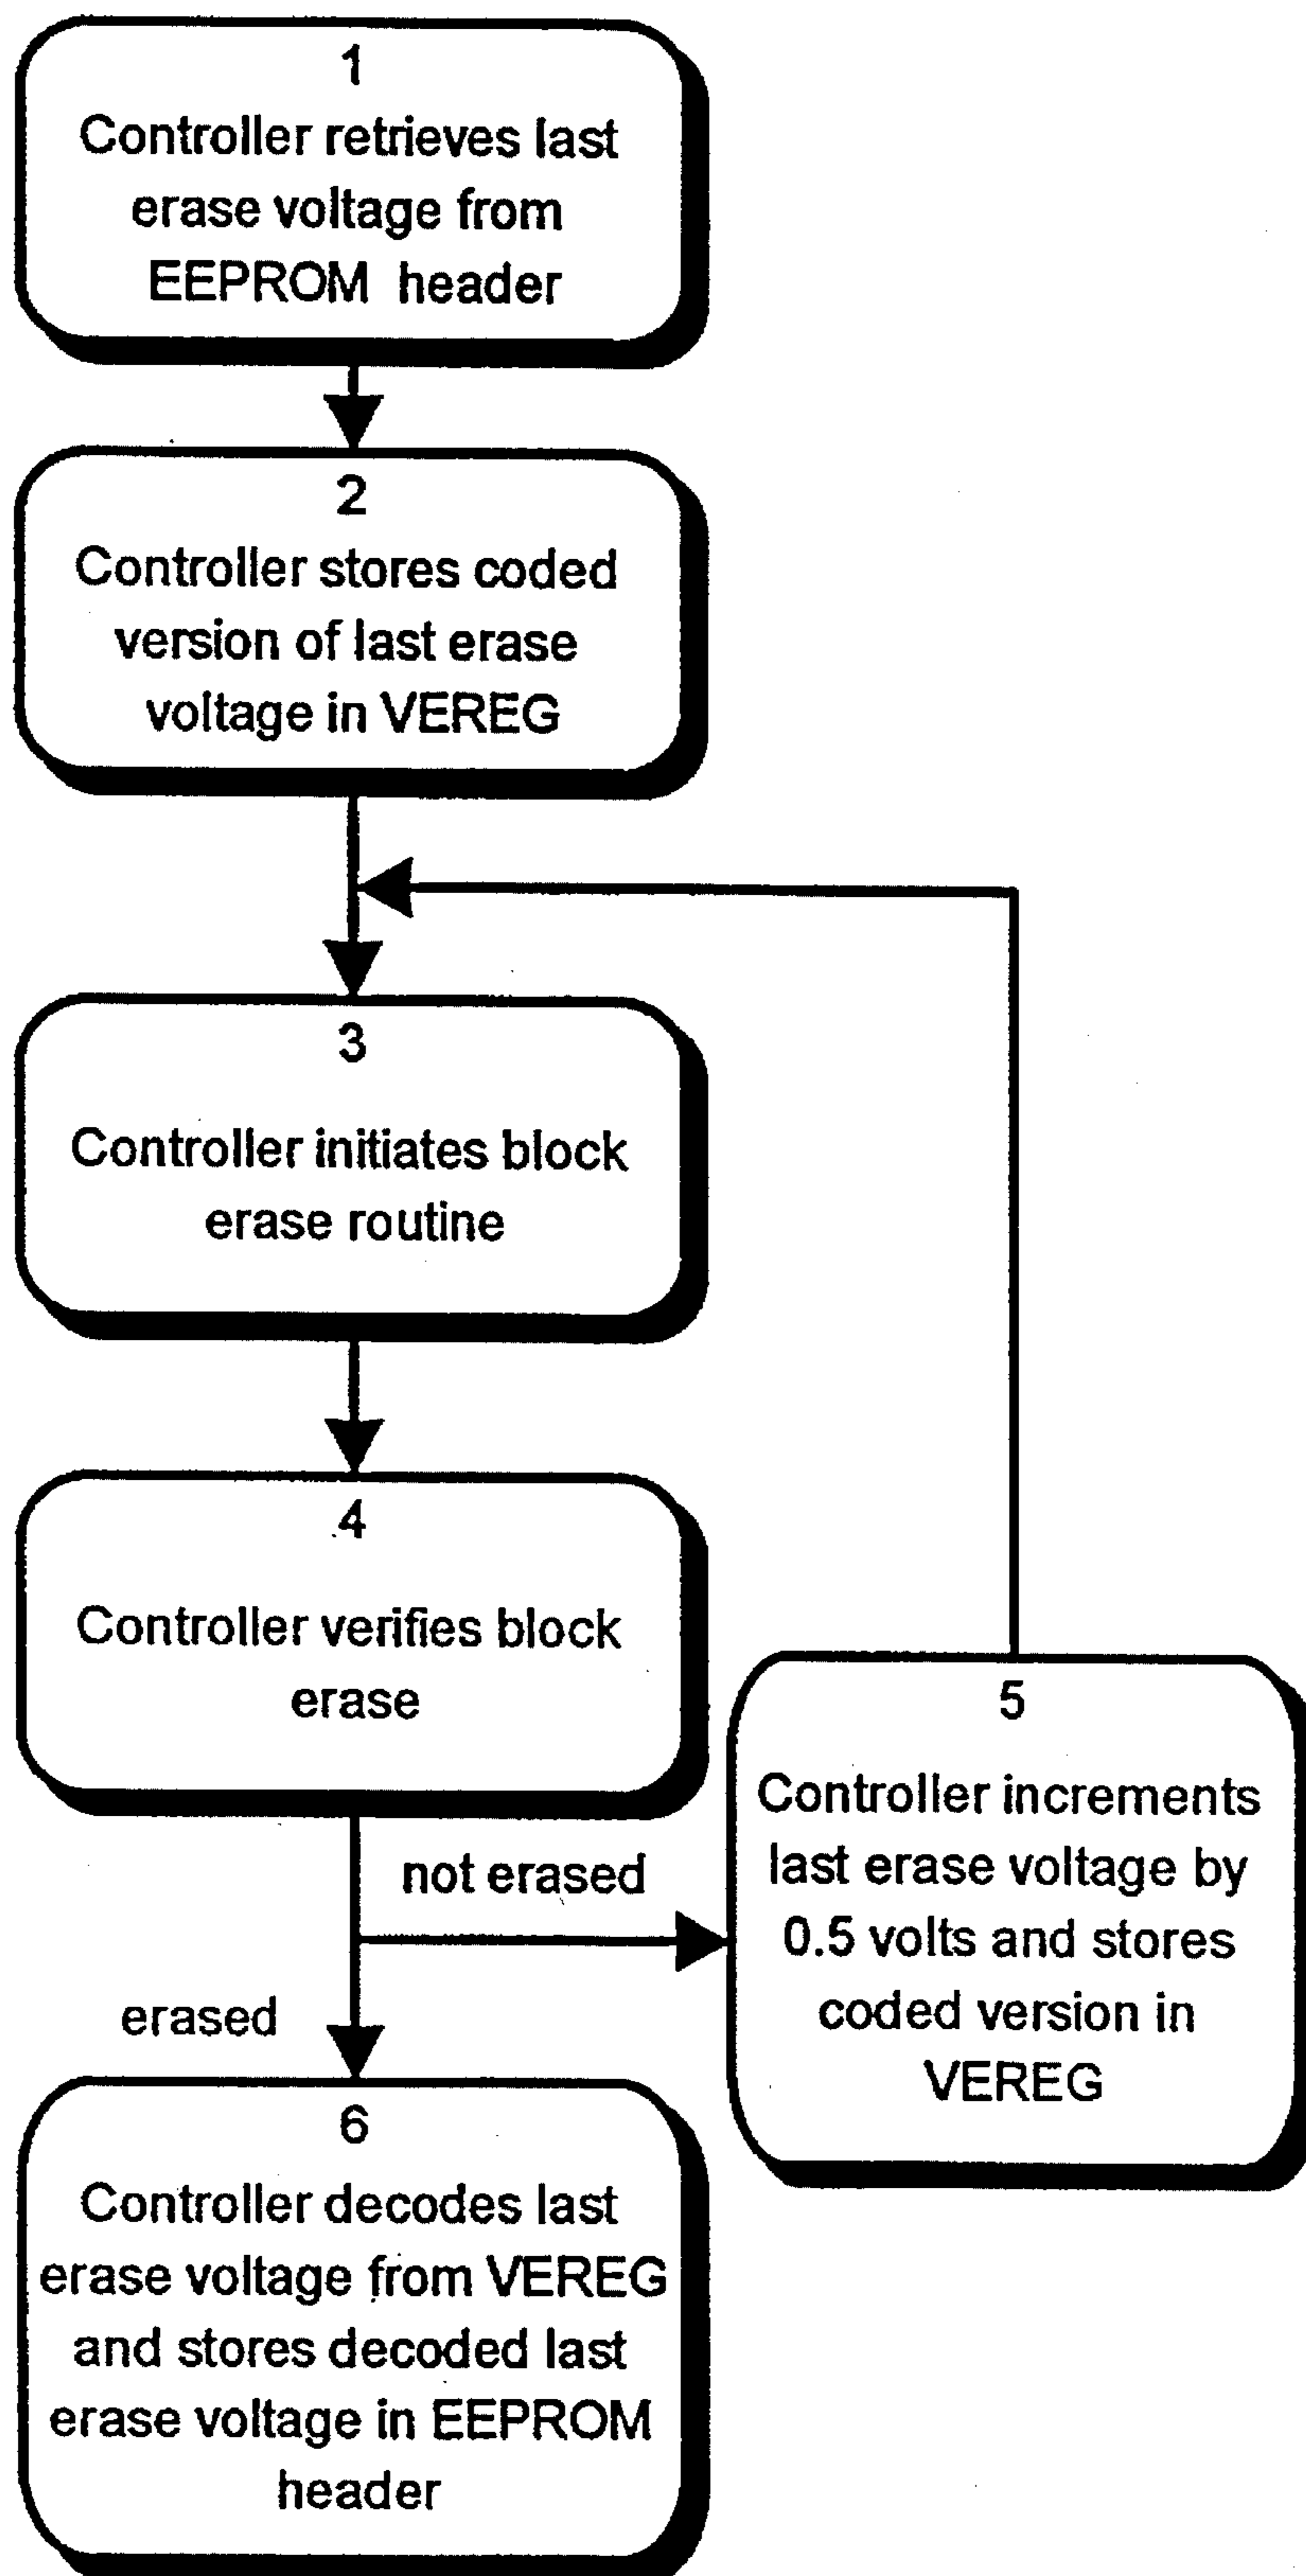 1
Controller retrieves last
erase voltage from
EEPROM header
2
Controller stores coded
version of last erase
voltage in VEREG
3
Controller initiates block
erase routine
4
Controller verifies block
erase
not erased
erased
5
Controller increments
last erase voltage by
0.5 volts and stores
coded version in
VEREG
6
Controller decodes last
erase voltage from VEREG
and stores decoded last
erase voltage in EEPROM
header